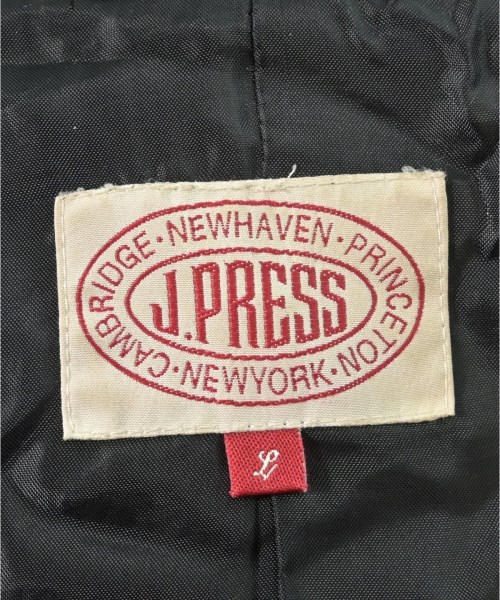 CAMBRIDGE · NEWHAVEN · PRINCETON · NEWYORK ·
J.PRESS
L